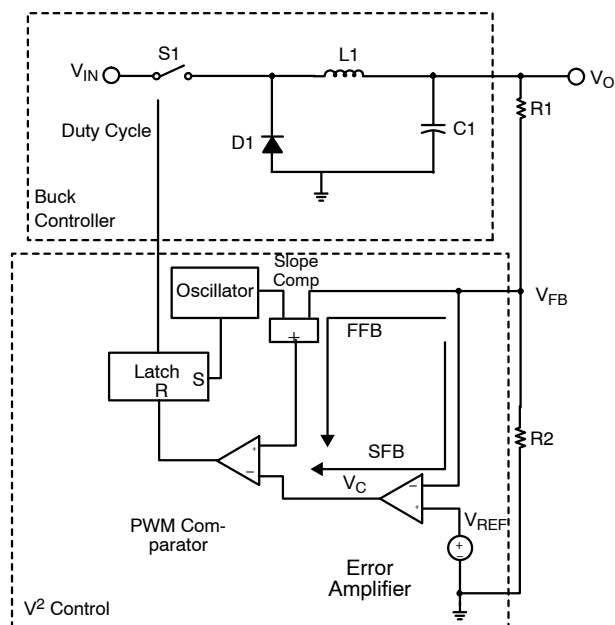 S1
L1
V_IN
V_O
R1
Duty Cycle
D1
C1
Buck
Controller
Slope
Comp
Oscillator
V_FB
+
FFB
Latch
S
R
R2
+
−
SFB
V_C
−
+
V_REF
PWM Com-
parator
+
−
Error
Amplifier
V² Control